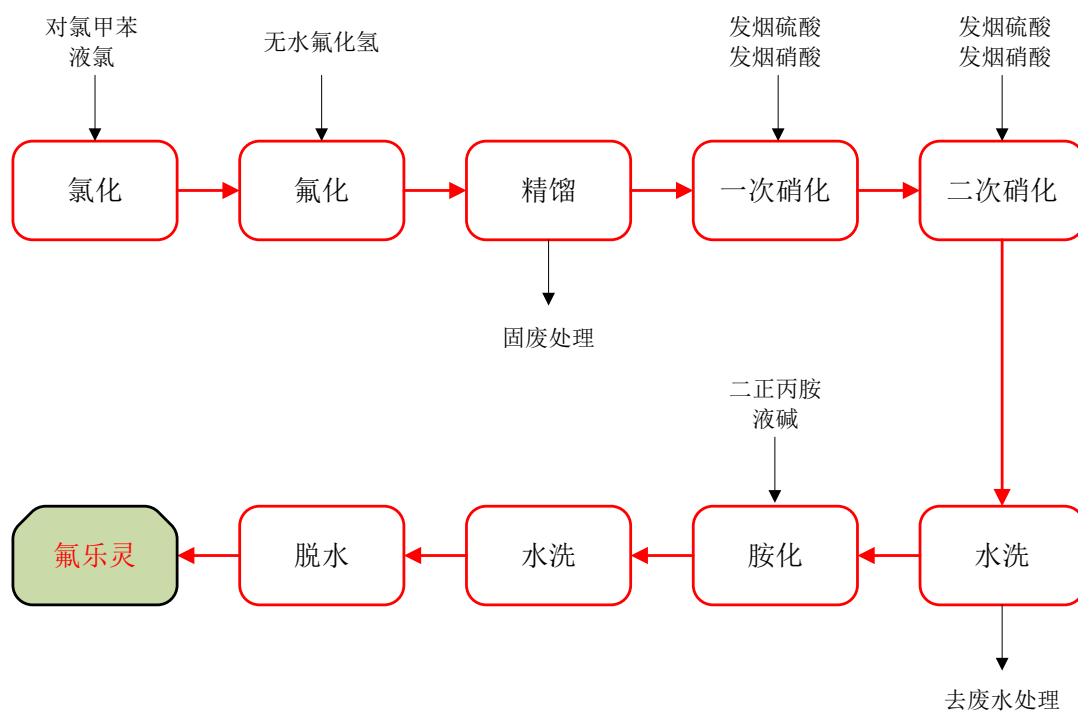 对氯甲苯
液氯
无水氟化氢
发烟硫酸
发烟硝酸
发烟硫酸
发烟硝酸
氯化
氟化
精馏
一次硝化
二次硝化
固废处理
二正丙胺
液碱
氟乐灵
脱水
水洗
胺化
水洗
去废水处理